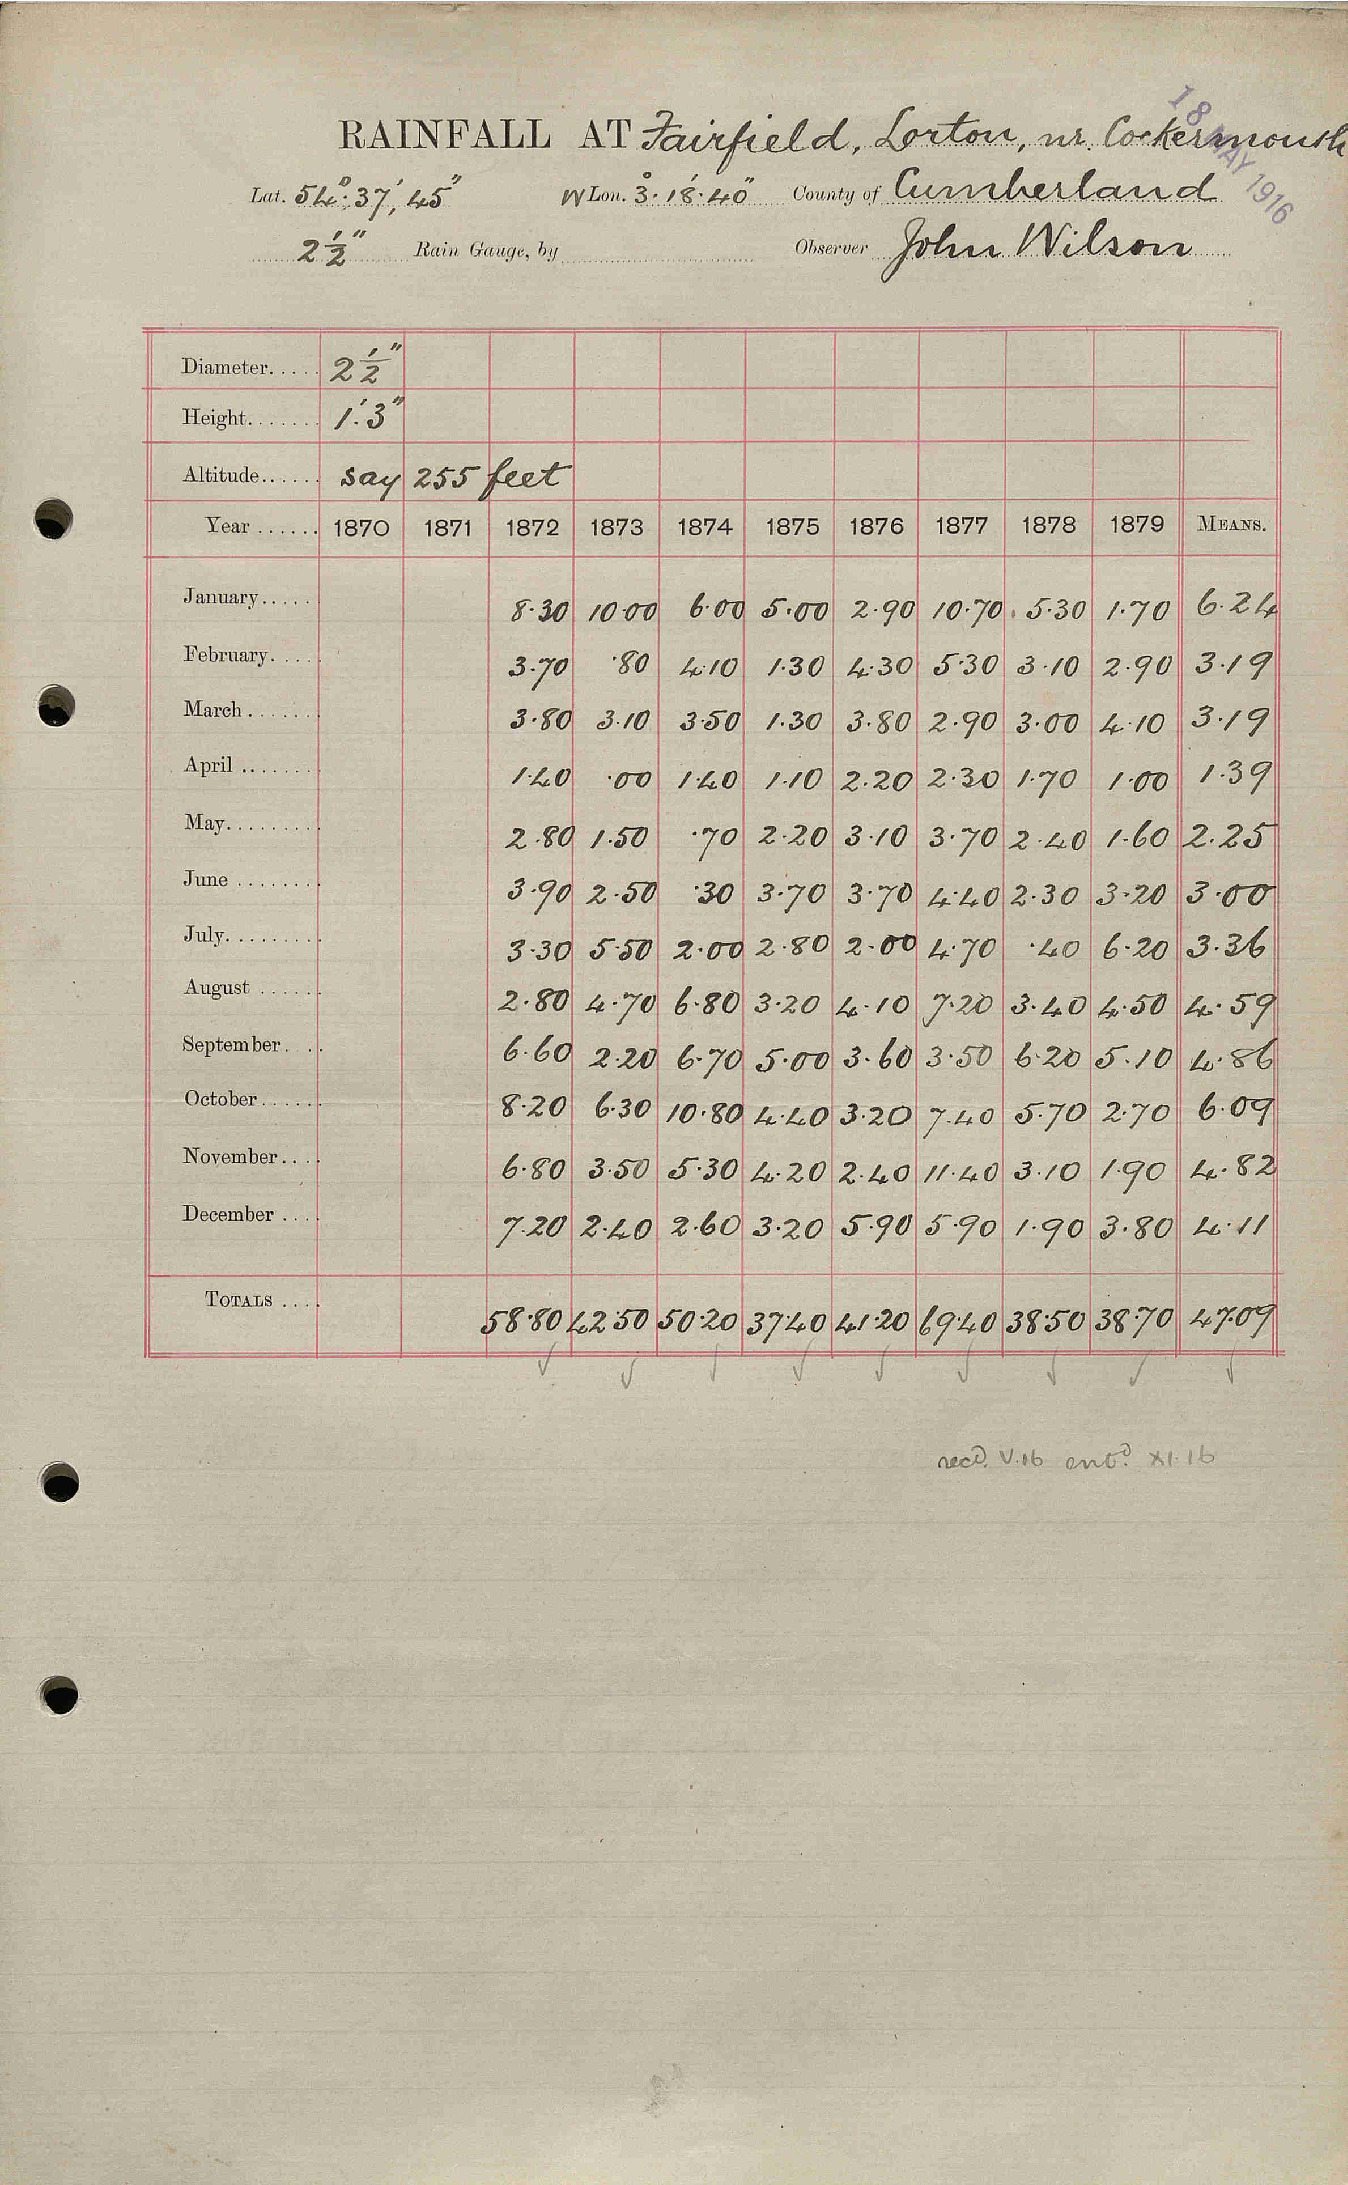 RAINFALL AT Fairfield, Lorton, nr. Cockermouth
18 MAY 1916
Lat. 54°. 37', 45" W Lon. 3°. 18'. 40" County of Cumberland
2 1/2" Rain Gauge, by Observer John Wilson
Diameter..... 2 1/2"
Height....... 1'. 3"
Altitude...... say 255 feet
Year ...... 1870 1871 1872 1873 1874 1875 1876 1877 1878 1879 MEANS.
January..... 8.30 10.00 6.00 5.00 2.90 10.70 5.30 1.70 6.24
February..... 3.70 .80 4.10 1.30 4.30 5.30 3.10 2.90 3.19
March ....... 3.80 3.10 3.50 1.30 3.80 2.90 3.00 4.10 3.19
April ........ 1.40 .00 1.40 1.10 2.20 2.30 1.70 1.00 1.39
May......... 2.80 1.50 .70 2.20 3.10 3.70 2.40 1.60 2.25
June ........ 3.90 2.50 .30 3.70 3.70 4.40 2.30 3.20 3.00
July......... 3.30 5.50 2.00 2.80 2.00 4.70 .40 6.20 3.36
August ...... 2.80 4.70 6.80 3.20 4.10 7.20 3.40 4.50 4.59
September... 6.60 2.20 6.70 5.00 3.60 3.50 6.20 5.10 4.86
October...... 8.20 6.30 10.80 4.40 3.20 7.40 5.70 2.70 6.09
November.... 6.80 3.50 5.30 4.20 2.40 11.40 3.10 1.90 4.82
December .... 7.20 2.40 2.60 3.20 5.90 5.90 1.90 3.80 4.11
TOTALS .... 58.80 42.50 50.20 37.40 41.20 69.40 38.50 38.70 47.09
recd. V.16 entd. XI.16